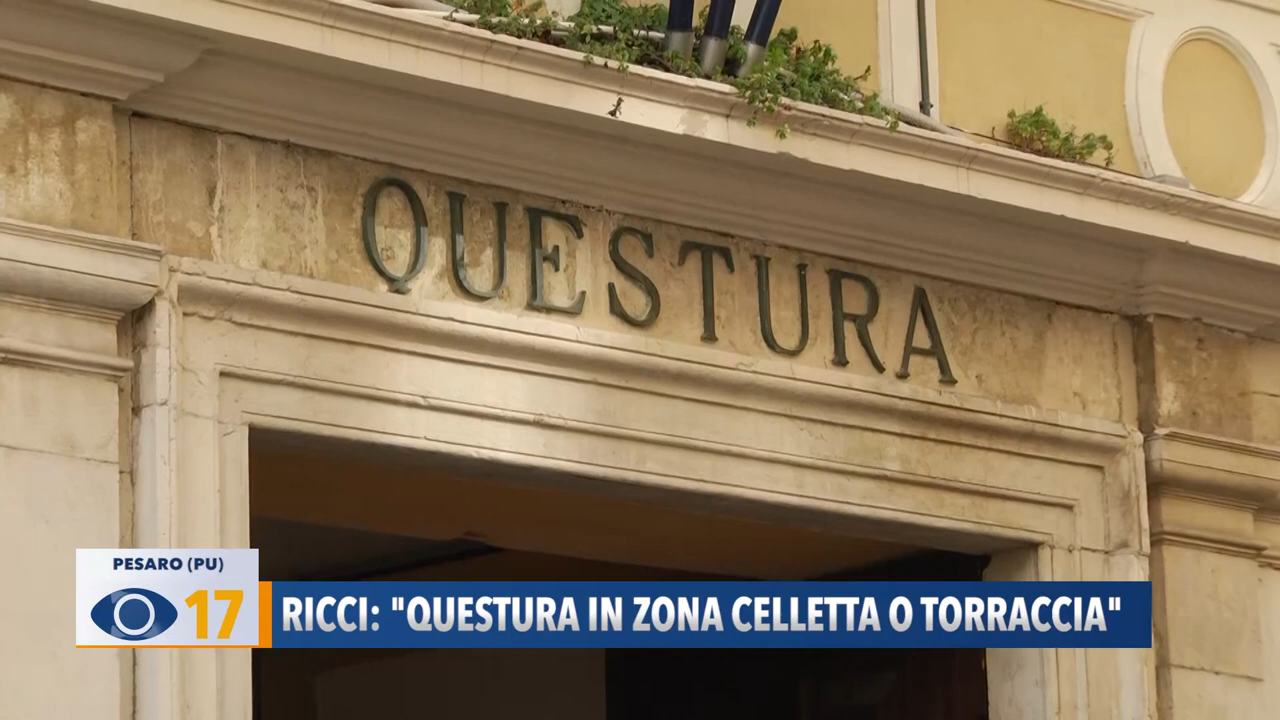 QUESTURA
PESARO (PU)
17
RICCI: "QUESTURA IN ZONA CELLETTA O TORRACCIA"